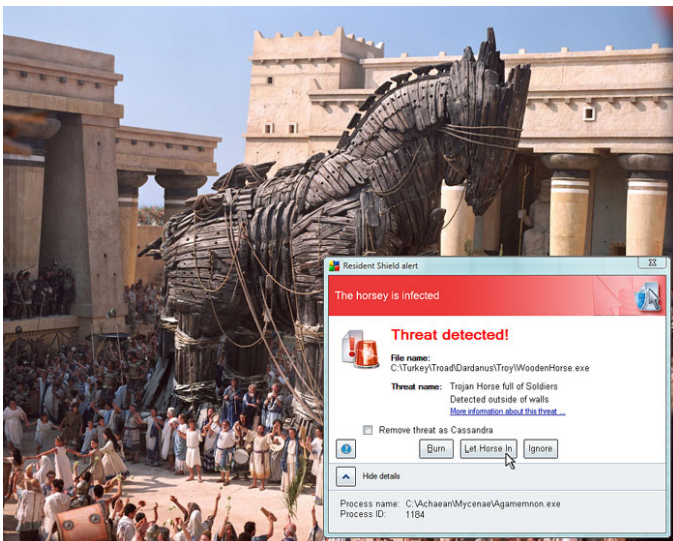 Resident Shield alert
The horsey is infected
Threat detected!
File name:
C:\Turkey\Troad\Dardanus\Troy\WoodenHorse.exe
Threat name: Trojan Horse full of Soldiers
Detected outside of walls
More information about this threat ...
Remove threat as Cassandra
Burn Let Horse In Ignore
Hide details
Process name: C:\Achaean\Mycenae\Agamemnon.exe
Process ID: 1184